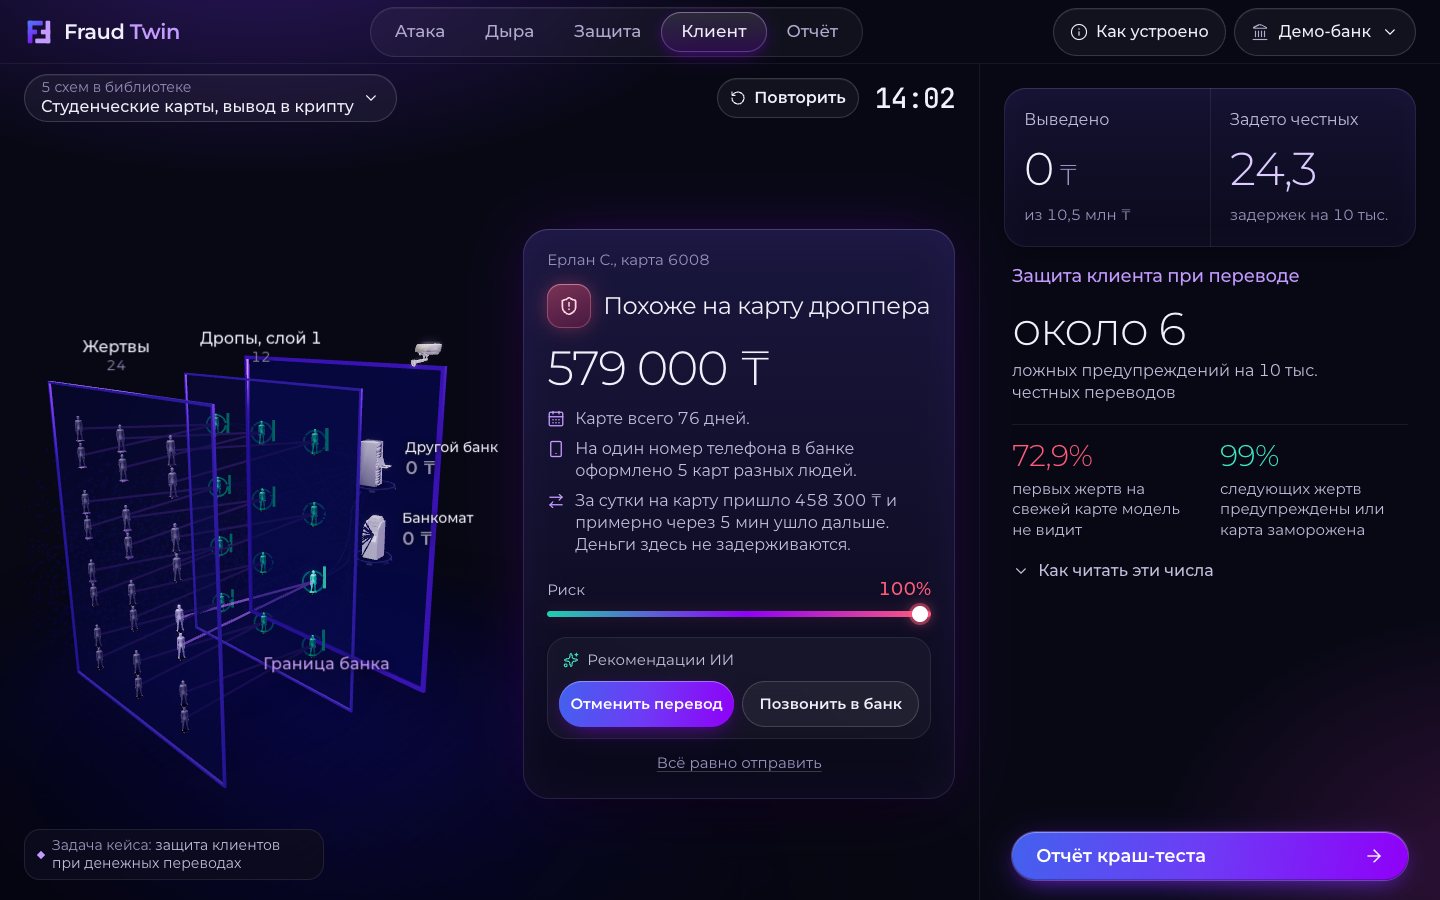 Fraud Twin
Атака
Дыра
Защита
Клиент
Отчёт
Как устроено
Демо-банк
5 схем в библиотеке
Студенческие карты, вывод в крипту
Повторить
14:02
Жертвы
24
Дропы, слой 1
12
Другой банк
0 ₸
Банкомат
0 ₸
Граница банка
Задача кейса: защита клиентов
при денежных переводах
Ерлан С., карта 6008
Похоже на карту дроппера
579 000 ₸
Карте всего 76 дней.
На один номер телефона в банке
оформлено 5 карт разных людей.
За сутки на карту пришло 458 300 ₸ и
примерно через 5 мин ушло дальше.
Деньги здесь не задерживаются.
Риск
100%
Рекомендации ИИ
Отменить перевод
Позвонить в банк
Всё равно отправить
Выведено
0 ₸
из 10,5 млн ₸
Задето честных
24,3
задержек на 10 тыс.
Защита клиента при переводе
около 6
ложных предупреждений на 10 тыс.
честных переводов
72,9%
первых жертв на
свежей карте модель
не видит
99%
следующих жертв
предупреждены или
карта заморожена
Как читать эти числа
Отчёт краш-теста